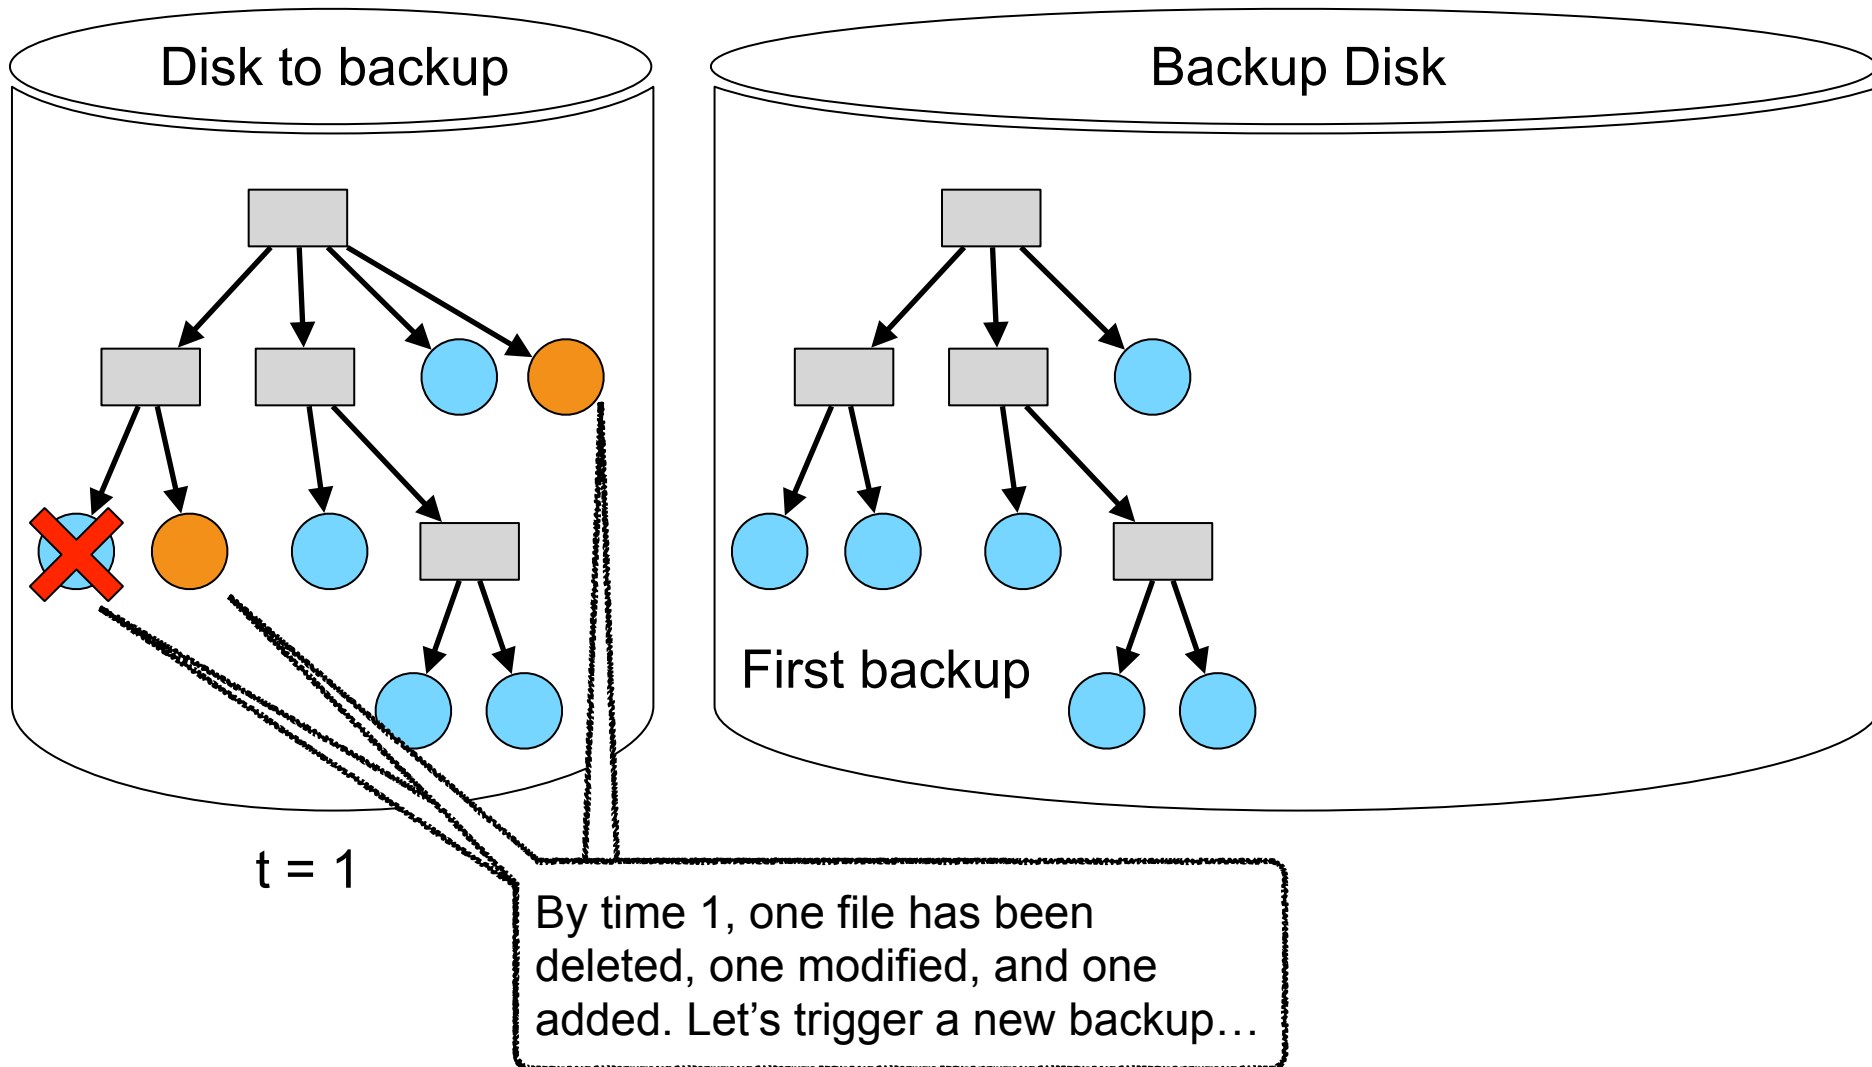 Disk to backup
Backup Disk
First backup
t = 1
By time 1, one file has been
deleted, one modified, and one
added. Let’s trigger a new backup…